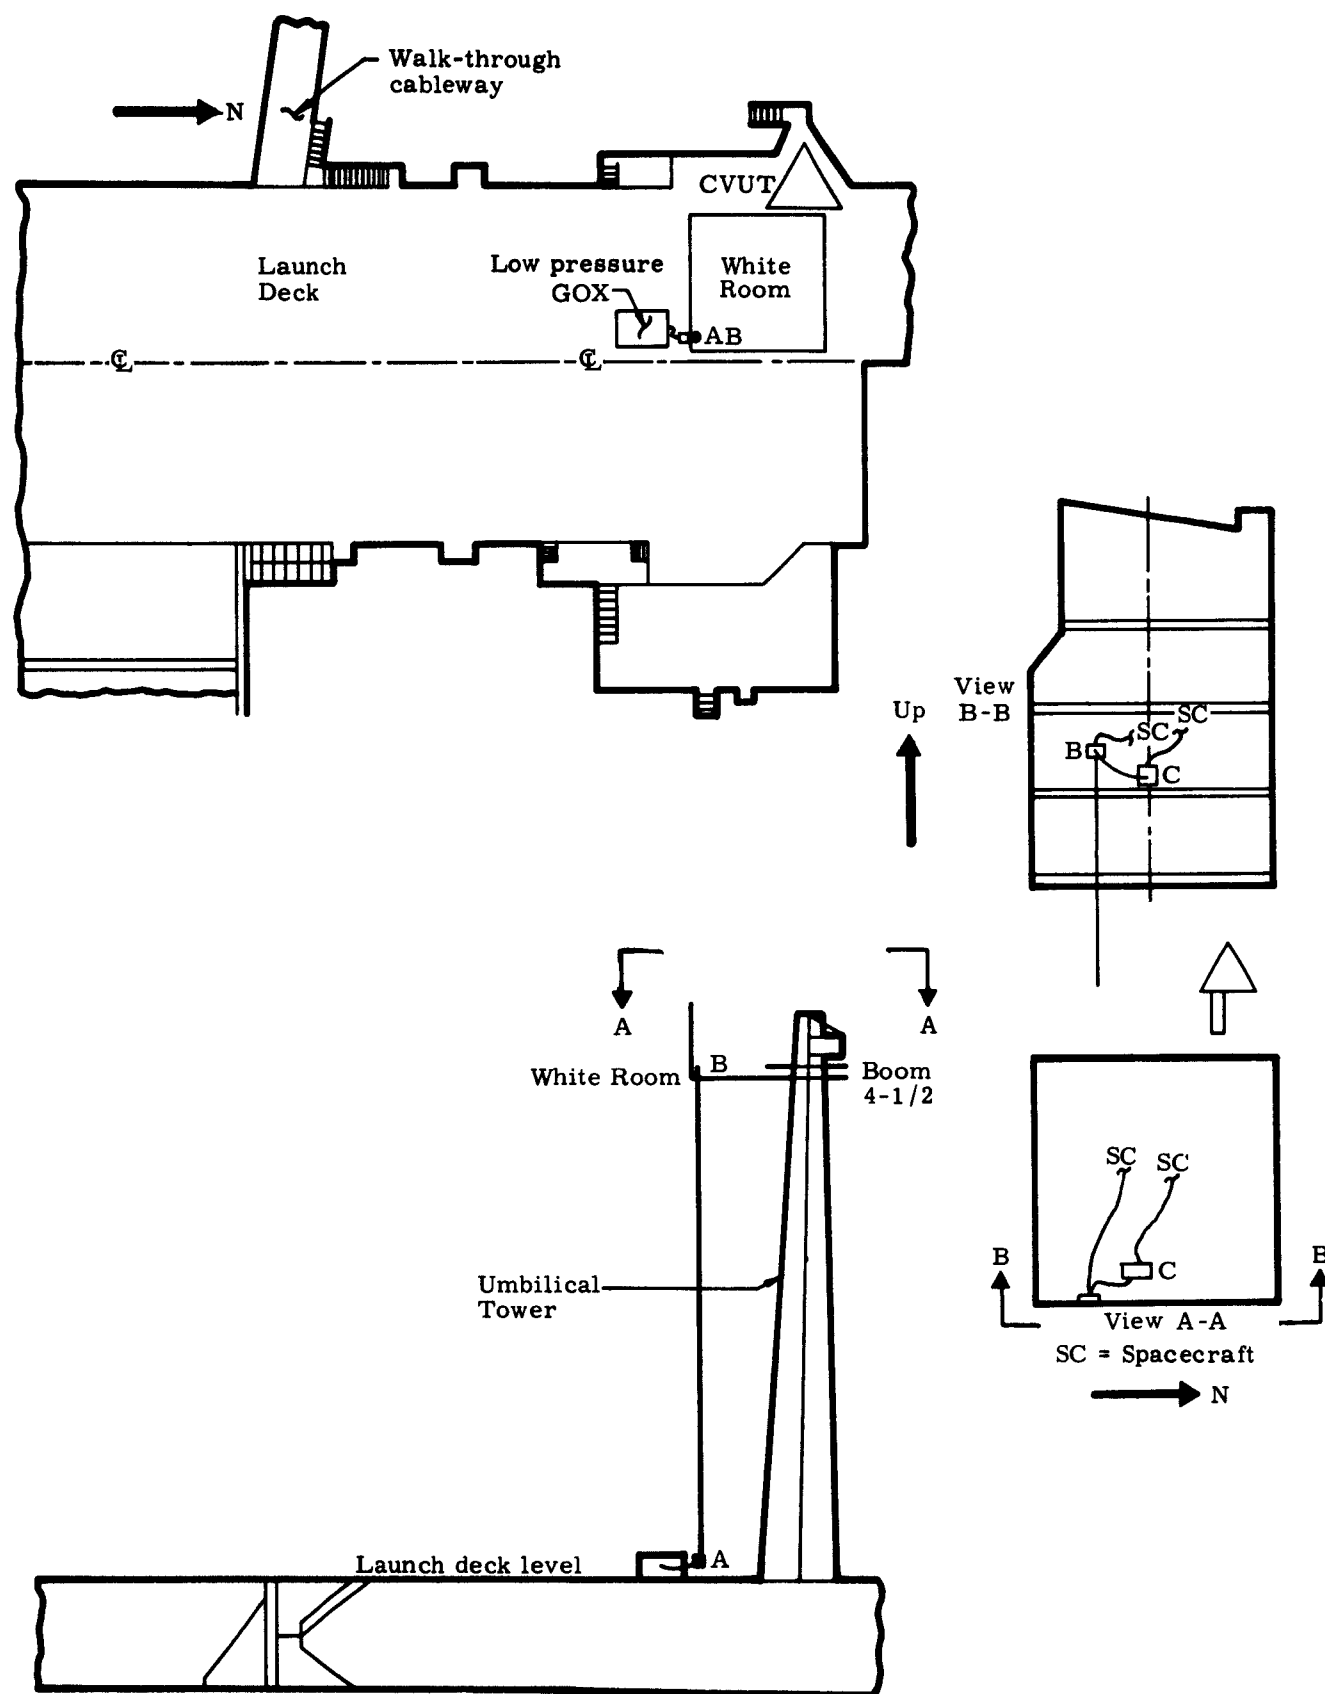 Walk-through
cableway
N
CVUT
Launch
Deck
Low pressure
GOX
White
Room
AB
℄
℄
Up
View
B-B
SC
SC
B
C
A
A
White Room
B
Boom
4-1/2
Umbilical
Tower
SC
SC
B
C
B
View A-A
SC = Spacecraft
N
Launch deck level
A